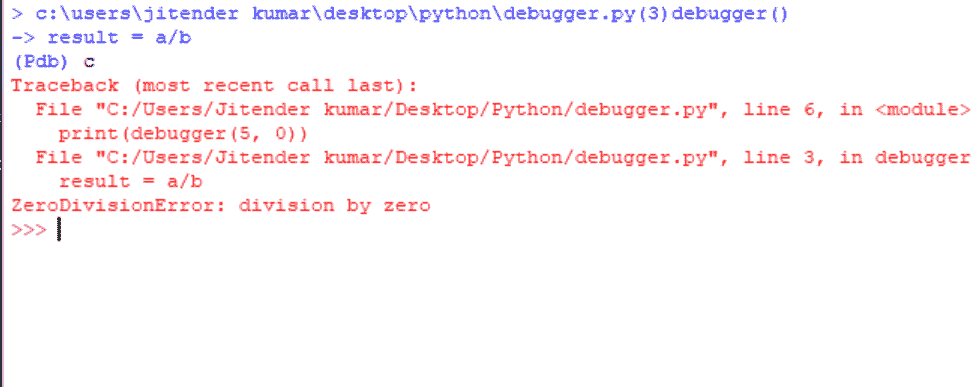 > c:\users\jitender kumar\desktop\python\debugger.py(3)debugger()
-> result = a/b
(Pdb) c
Traceback (most recent call last):
  File "C:/Users/Jitender kumar/Desktop/Python/debugger.py", line 6, in <module>
    print(debugger(5, 0))
  File "C:/Users/Jitender kumar/Desktop/Python/debugger.py", line 3, in debugger
    result = a/b
ZeroDivisionError: division by zero
>>>